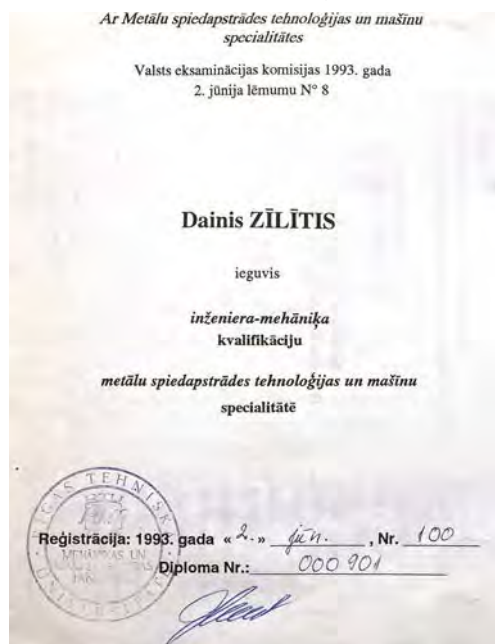 Ar Metālu spiedapstrādes tehnoloģijas un mašīnu
specialitātes
Valsts eksaminācijas komisijas 1993. gada
2. jūnija lēmumu N° 8
Dainis ZĪLĪTIS
ieguvis
inženiera-mehāniķa
kvalifikāciju
metālu spiedapstrādes tehnoloģijas un mašīnu
specialitātē
Reģistrācija: 1993. gada « 2. » jūn. , Nr. 100
Diploma Nr.: 000 901